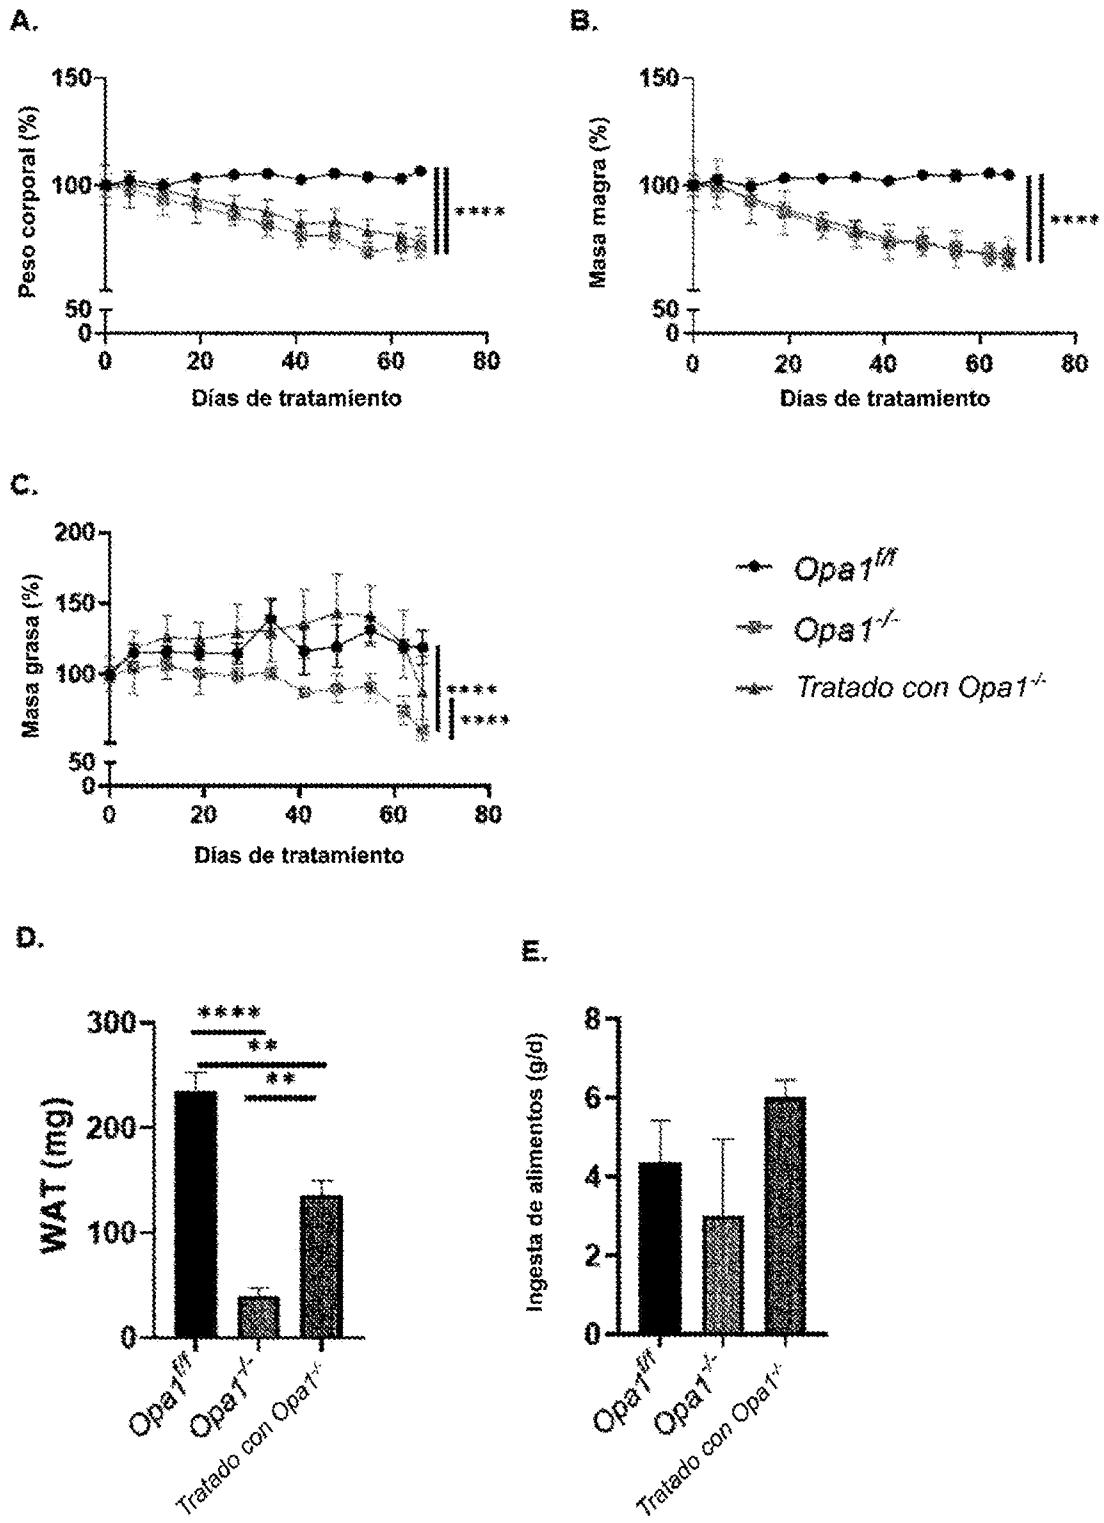 A.
150
100
50
0
Peso corporal (%)
****
0 20 40 60 80
Días de tratamiento
B.
150
100
50
0
Masa magra (%)
****
0 20 40 60 80
Días de tratamiento
C.
200
150
100
50
0
Masa grasa (%)
****
****
0 20 40 60 80
Días de tratamiento
Opa1f/f
Opa1-/-
Tratado con Opa1-/-
D.
300
200
100
0
WAT (mg)
****
**
**
Opa1f/f
Opa1-/-
Tratado con Opa1-/-
E.
8
6
4
2
0
Ingesta de alimentos (g/d)
Opa1f/f
Opa1-/-
Tratado con Opa1-/-